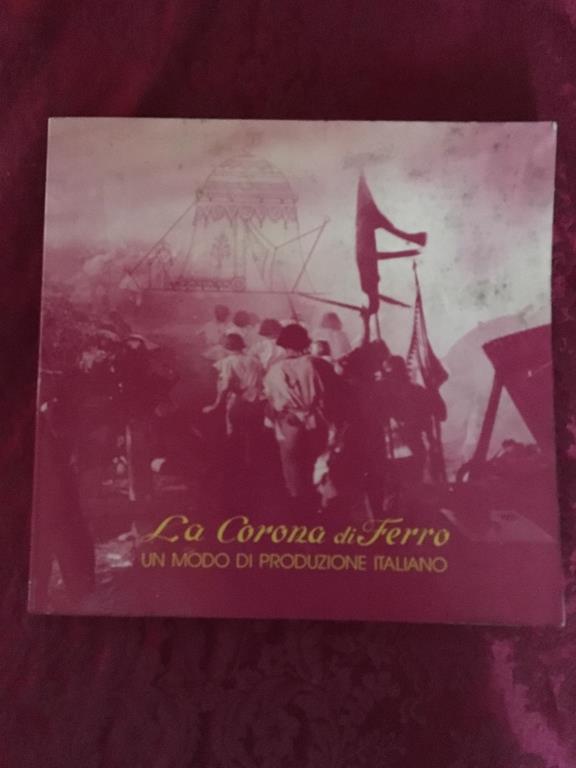 La Corona di Ferro
UN MODO DI PRODUZIONE ITALIANO